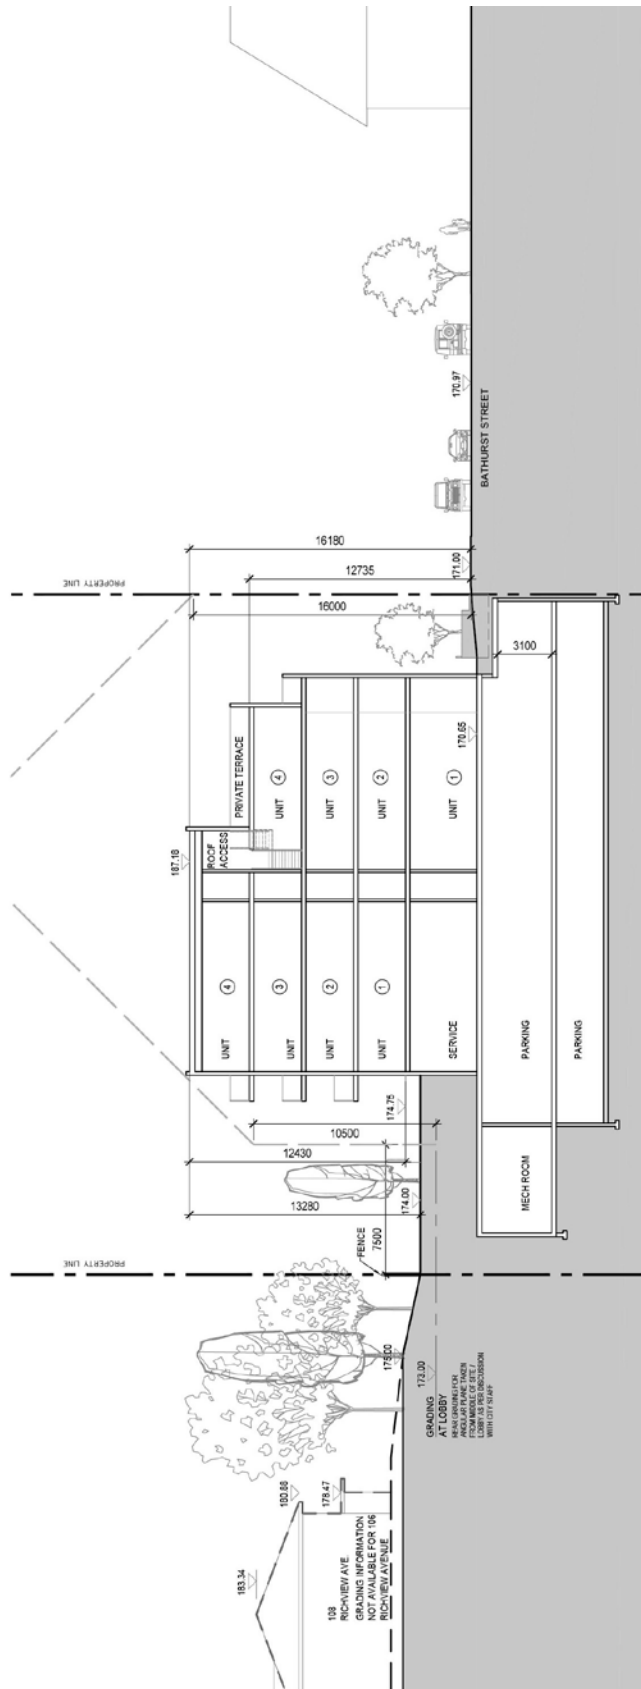 PROPERTY LINE
16180
12735
16000
171.00
170.97
BATHURST STREET
3100
170.65
PRIVATE TERRACE
UNIT 4
UNIT 3
UNIT 2
UNIT 1
187.18
ROOF
ACCESS
UNIT 4
UNIT 3
UNIT 2
UNIT 1
SERVICE
PARKING
PARKING
MECH ROOM
174.75
10500
12430
13280
174.00
7500
FENCE
PROPERTY LINE
175.00
173.00
GRADING
AT LOBBY
REAR GRADING FOR
ANGULAR PLANE TAKEN
FROM MIDDLE OF SITE /
LOBBY AS PER DISCUSSION
WITH CITY STAFF
180.88
178.47
183.34
108
RICHVIEW AVE.
GRADING INFORMATION
NOT AVAILABLE FOR 106
RICHVIEW AVENUE